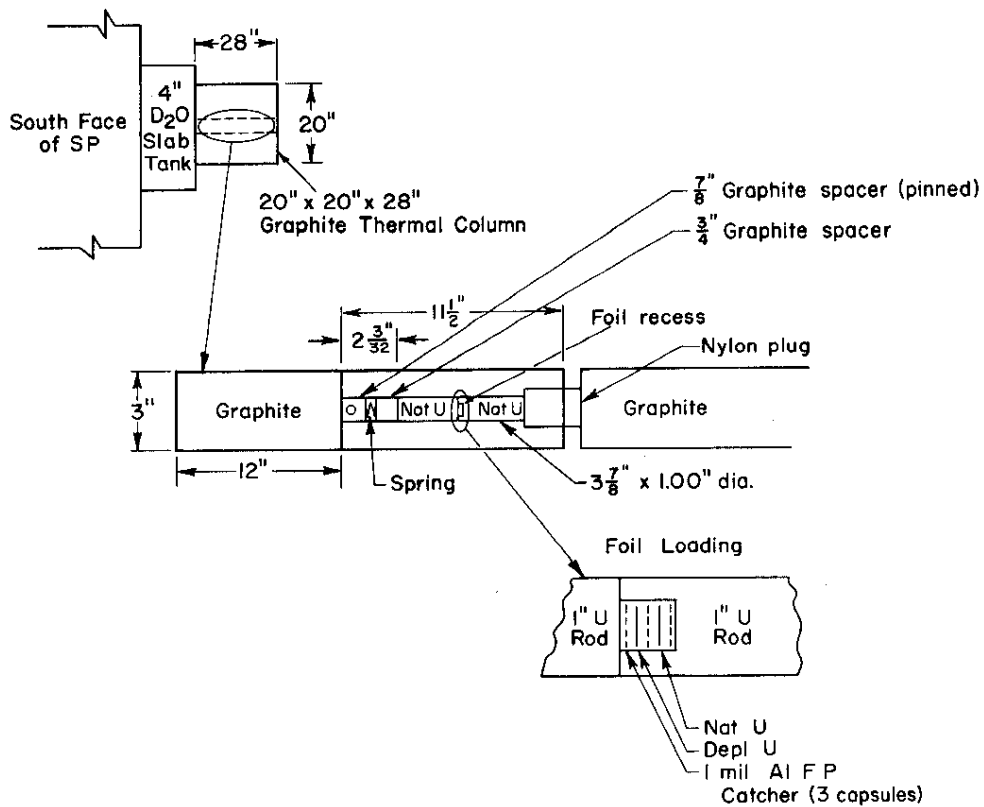 28"
4"
D2O
Slab
Tank
South Face
of SP
20"
20" x 20" x 28"
Graphite Thermal Column
7/8" Graphite spacer (pinned)
3/4" Graphite spacer
11 1/2"
2 3/32"
Foil recess
Nylon plug
3"
Graphite
Nat U
Nat U
Graphite
12"
Spring
3 7/8" x 1.00" dia.
Foil Loading
1" U
Rod
1" U
Rod
Nat U
Depl U
1 mil Al F P
Catcher (3 capsules)